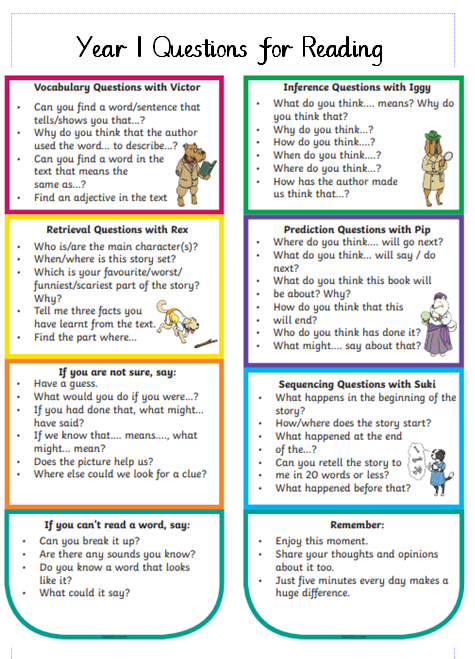 Year 1 Questions for Reading
Vocabulary Questions with Victor
• Can you find a word/sentence that
tells/shows you that...?
• Why do you think that the author
used the word... to describe...?
• Can you find a word in the
text that means the
same as...?
• Find an adjective in the text
Inference Questions with Iggy
• What do you think.... means? Why do
you think that?
• Why do you think...?
• How do you think....?
• When do you think....?
• Where do you think...?
• How has the author made
us think that...?
Retrieval Questions with Rex
• Who is/are the main character(s)?
• When/where is this story set?
• Which is your favourite/worst/
funniest/scariest part of the story?
Why?
• Tell me three facts you
have learnt from the text.
• Find the part where...
Prediction Questions with Pip
• Where do you think.... will go next?
• What do you think... will say / do
next?
• What do you think this book will
be about? Why?
• How do you think that this
will end?
• Who do you think has done it?
• What might.... say about that?
If you are not sure, say:
• Have a guess.
• What would you do if you were...?
• If you had done that, what might...
have said?
• If we know that.... means...., what
might... mean?
• Does the picture help us?
• Where else could we look for a clue?
Sequencing Questions with Suki
• What happens in the beginning of the
story?
• How/where does the story start?
• What happened at the end
of the...?
• Can you retell the story to
me in 20 words or less?
• What happened before that?
If you can't read a word, say:
• Can you break it up?
• Are there any sounds you know?
• Do you know a word that looks
like it?
• What could it say?
Remember:
• Enjoy this moment.
• Share your thoughts and opinions
about it too.
• Just five minutes every day makes a
huge difference.